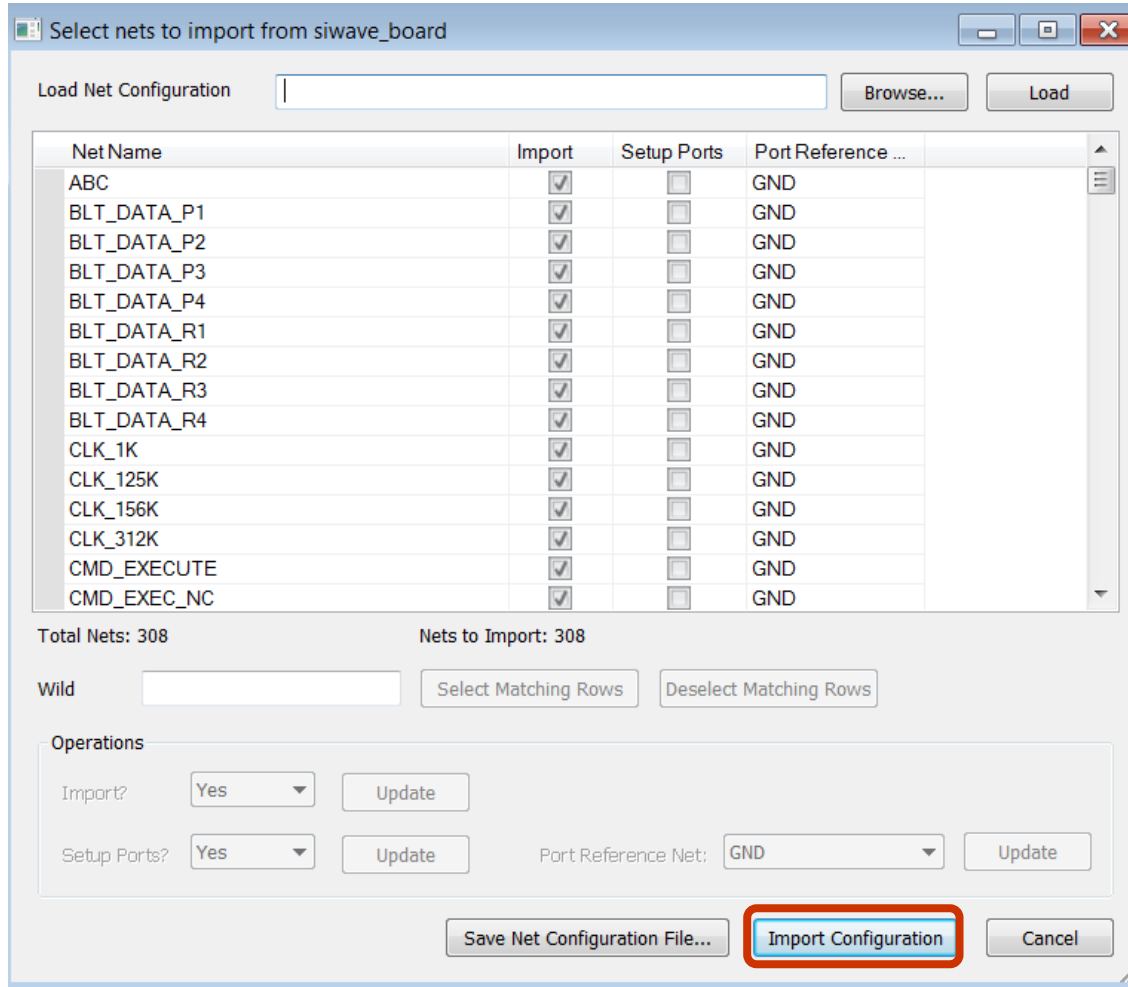 Select nets to import from siwave_board
Load Net Configuration Browse... Load
Net Name Import Setup Ports Port Reference ...
ABC GND
BLT_DATA_P1 GND
BLT_DATA_P2 GND
BLT_DATA_P3 GND
BLT_DATA_P4 GND
BLT_DATA_R1 GND
BLT_DATA_R2 GND
BLT_DATA_R3 GND
BLT_DATA_R4 GND
CLK_1K GND
CLK_125K GND
CLK_156K GND
CLK_312K GND
CMD_EXECUTE GND
CMD_EXEC_NC GND
Total Nets: 308 Nets to Import: 308
Wild Select Matching Rows Deselect Matching Rows
Operations
Import? Yes Update
Setup Ports? Yes Update Port Reference Net: GND Update
Save Net Configuration File... Import Configuration Cancel